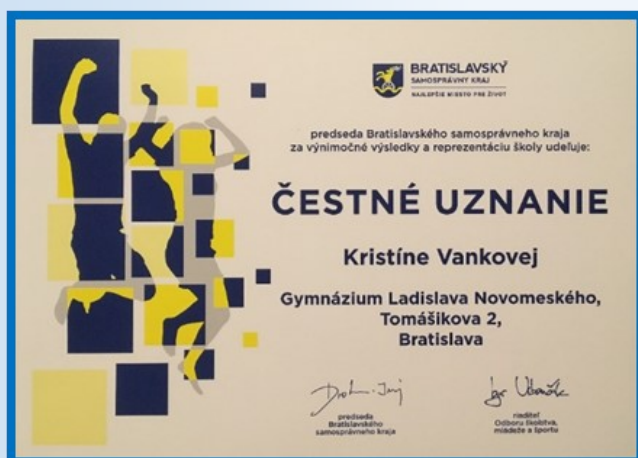 BRATISLAVSKÝ
SAMOSPRÁVNY KRAJ
NAJLEPŠIE MIESTO PRE ŽIVOT
predseda Bratislavského samosprávneho kraja
za výnimočné výsledky a reprezentáciu školy udeľuje:
ČESTNÉ UZNANIE
Kristíne Vankovej
Gymnázium Ladislava Novomeského,
Tomášikova 2,
Bratislava
predseda
Bratislavského
samosprávneho kraja
riaditeľ
Odboru školstva,
mládeže a športu